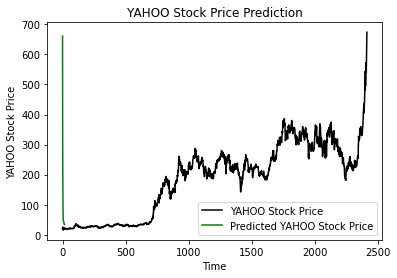 YAHOO Stock Price Prediction
700
600
500
400
300
200
100
0
YAHOO Stock Price
0
500
1000
1500
2000
2500
Time
YAHOO Stock Price
Predicted YAHOO Stock Price